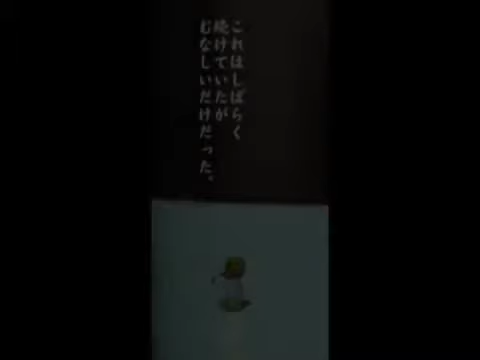 これはしばらく
続けていたが
むなしいだけだった。